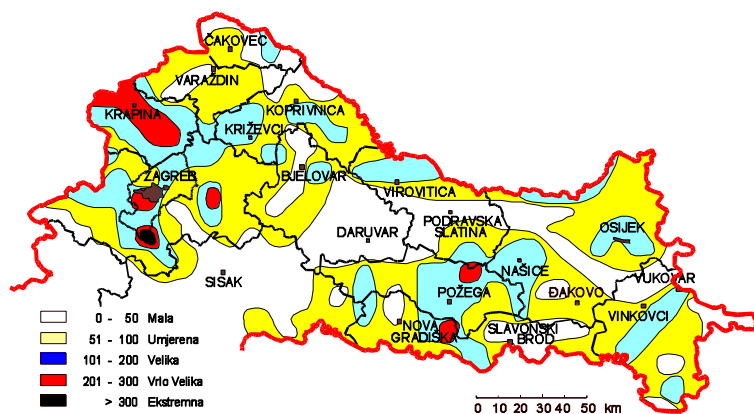 ČAKOVEC
VARAŽDIN
KRAPINA
KOPRIVNICA
KRIŽEVCI
ZAGREB
BJELOVAR
VIROVITICA
PODRAVSKA
SLATINA
DARUVAR
OSIJEK
NAŠICE
SISAK
VUKOVAR
POŽEGA
ĐAKOVO
VINKOVCI
NOVA
GRADIŠKA
SLAVONSKI
BROD
0 - 50 Mala
51 - 100 Umjerena
101 - 200 Velika
201 - 300 Vrlo Velika
> 300 Ekstremna
0 10 20 30 40 50 km